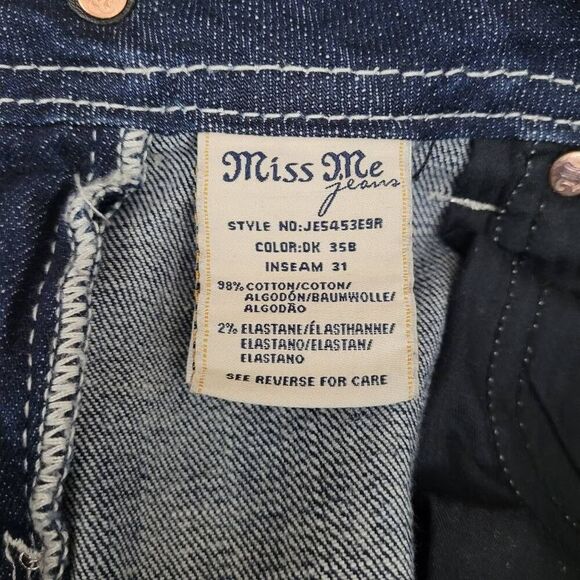 Miss Me
jeans
STYLE NO:JE5453E9R
COLOR:DK 35B
INSEAM 31
98% COTTON/COTON/
ALGODÓN/BAUMWOLLE/
ALGODÃO
2% ELASTANE/ÉLASTHANNE/
ELASTANO/ELASTAN/
ELASTANO
SEE REVERSE FOR CARE